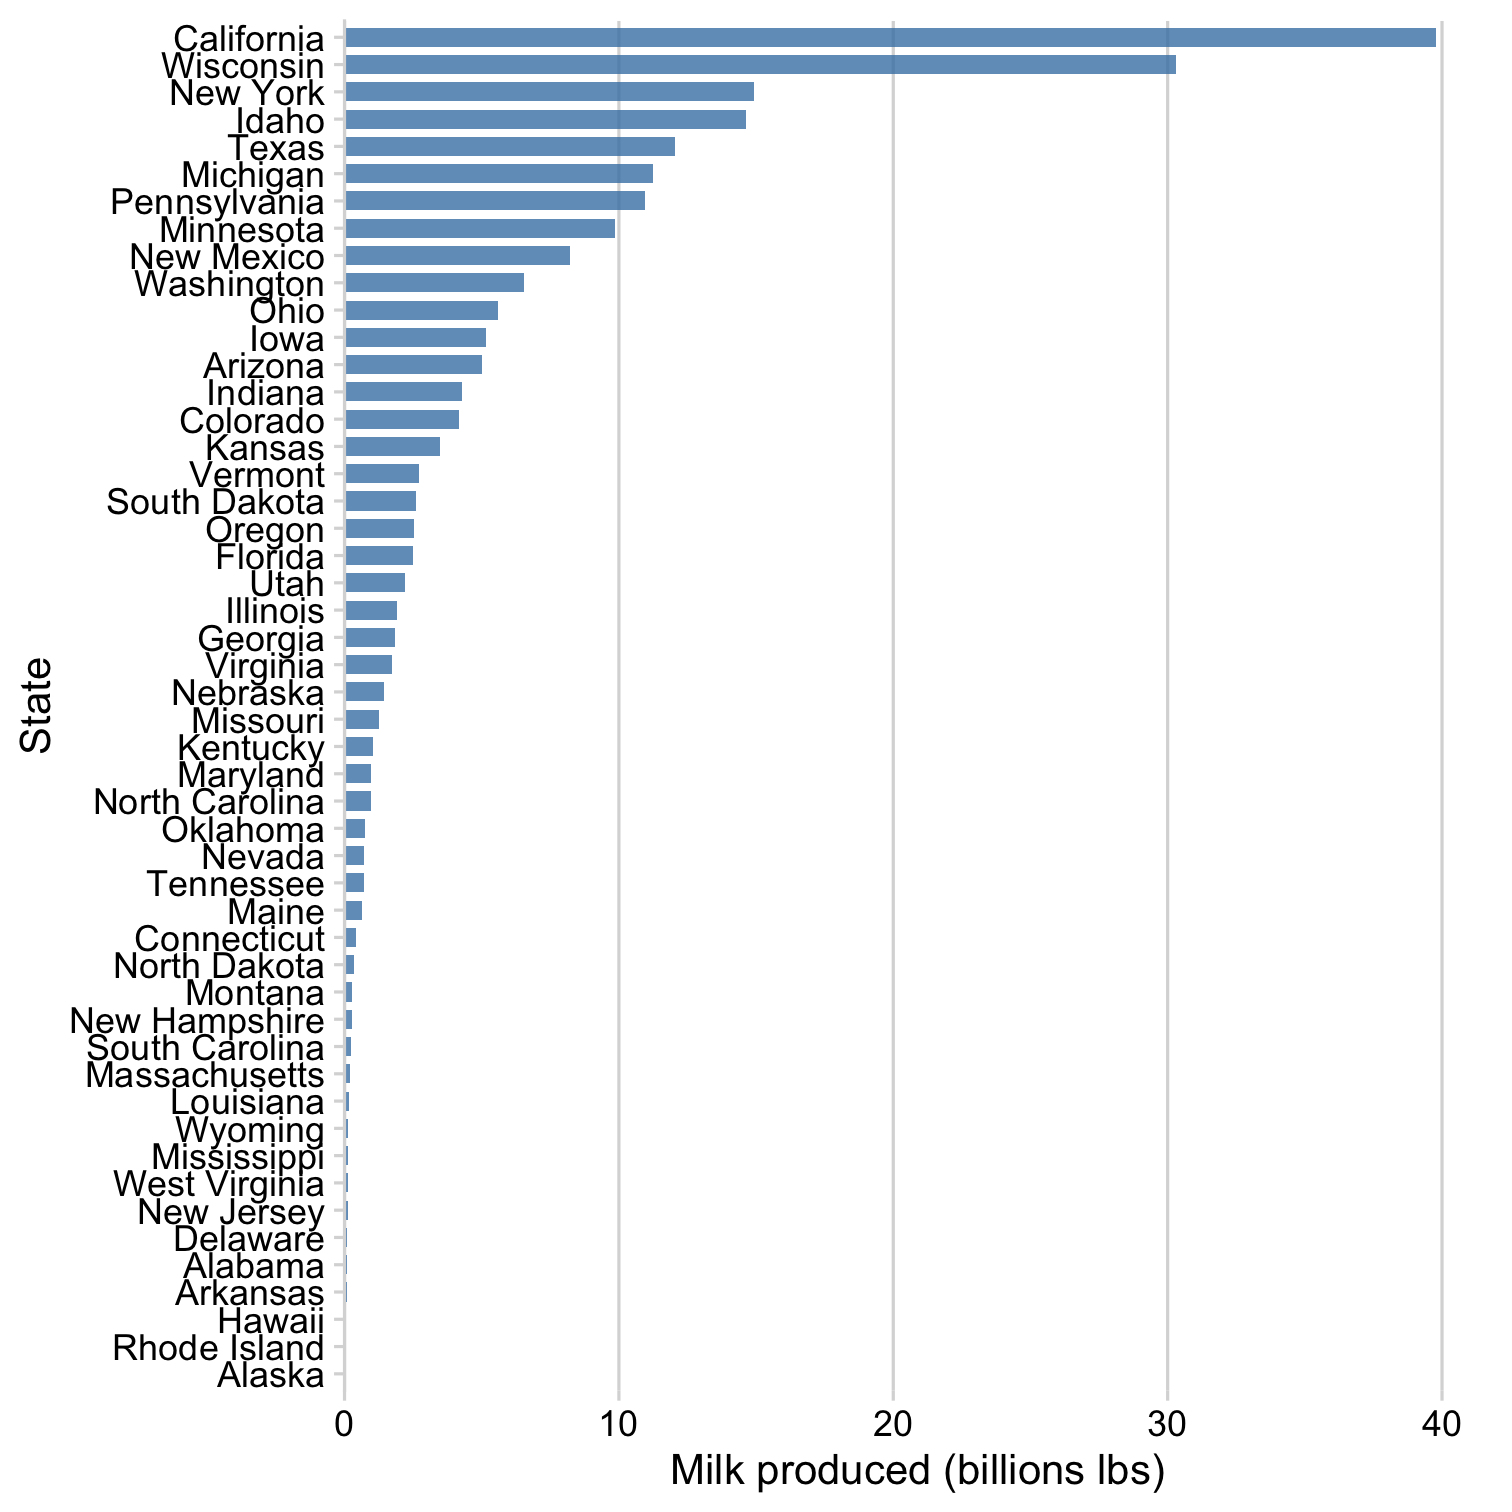 California
Wisconsin
New York
Idaho
Texas
Michigan
Pennsylvania
Minnesota
New Mexico
Washington
Ohio
Iowa
Arizona
Indiana
Colorado
Kansas
Vermont
South Dakota
Oregon
Florida
Utah
Illinois
Georgia
Virginia
Nebraska
Missouri
Kentucky
Maryland
North Carolina
Oklahoma
Nevada
Tennessee
Maine
Connecticut
North Dakota
Montana
New Hampshire
South Carolina
Massachusetts
Louisiana
Wyoming
Mississippi
West Virginia
New Jersey
Delaware
Alabama
Arkansas
Hawaii
Rhode Island
Alaska
State
0 10 20 30 40
Milk produced (billions lbs)